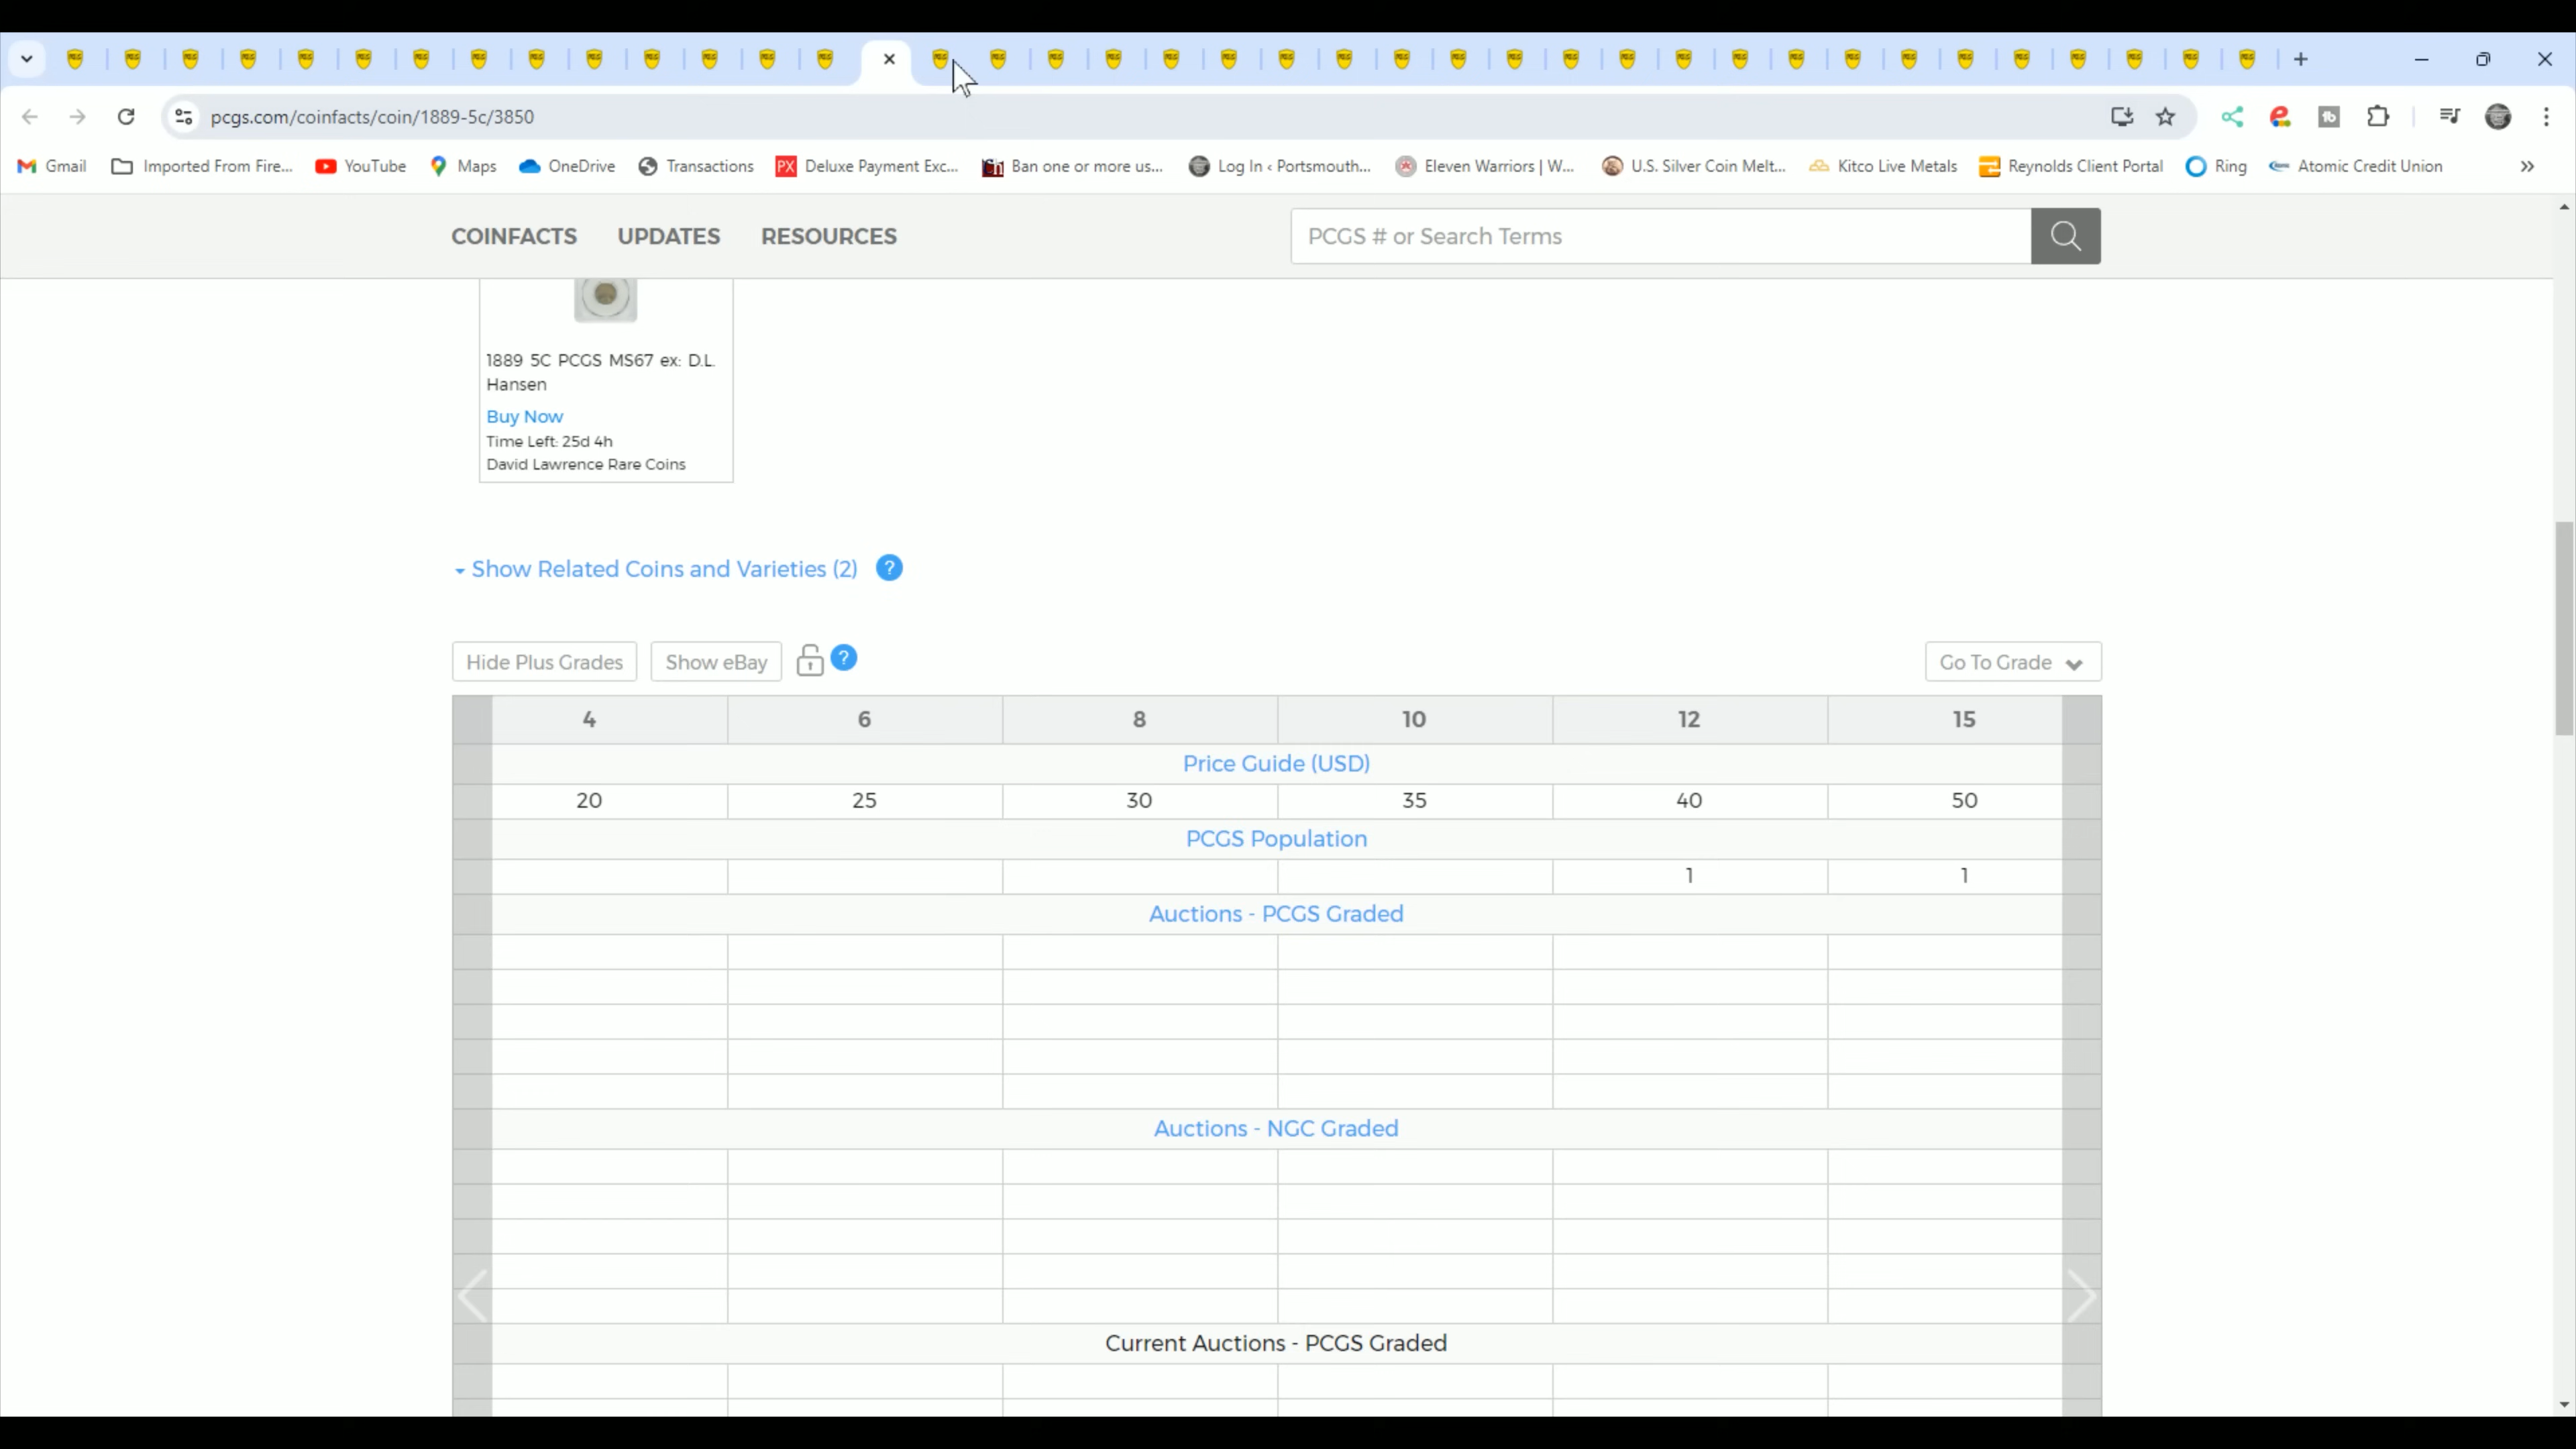 pcgs.com/coinfacts/coin/1889-5c/3850
Gmail Imported From Fire... YouTube Maps OneDrive Transactions PX Deluxe Payment Exc... Ban one or more us... Log In ‹ Portsmouth... Eleven Warriors | W... U.S. Silver Coin Melt... Kitco Live Metals Reynolds Client Portal Ring Atomic Credit Union »
COINFACTS UPDATES RESOURCES PCGS # or Search Terms
1889 5C PCGS MS67 ex: D.L.
Hansen
Buy Now
Time Left: 25d 4h
David Lawrence Rare Coins
Show Related Coins and Varieties (2) ?
Hide Plus Grades Show eBay ? Go To Grade
4 6 8 10 12 15
Price Guide (USD)
20 25 30 35 40 50
PCGS Population
1 1
Auctions - PCGS Graded
Auctions - NGC Graded
Current Auctions - PCGS Graded